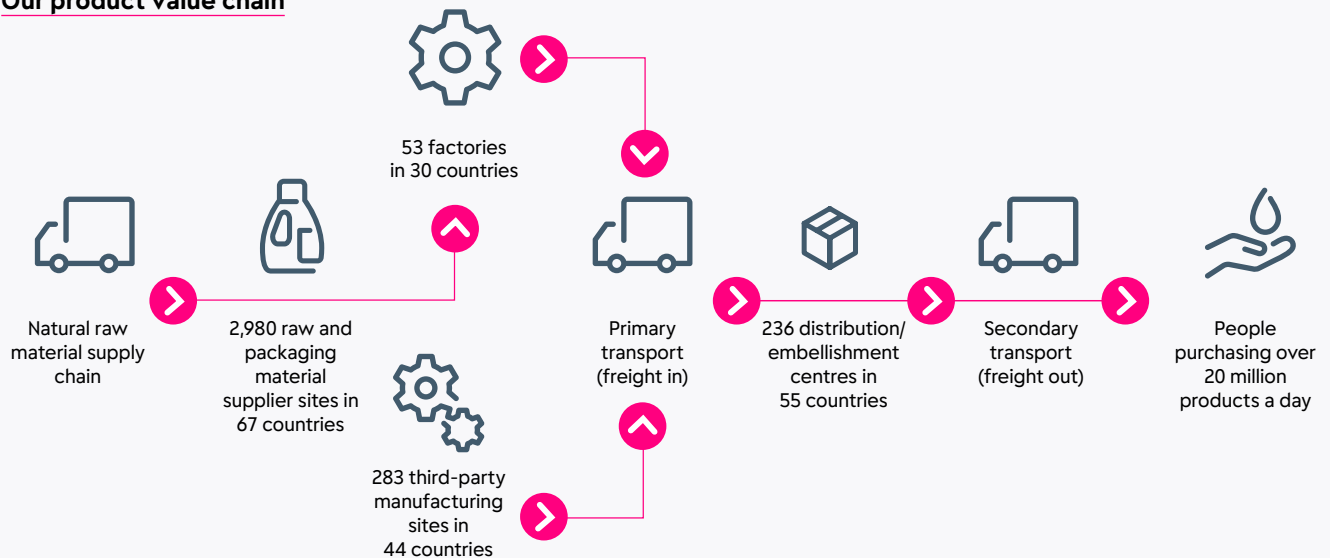 Our product value chain
53 factories
in 30 countries
Natural raw
material supply
chain
2,980 raw and
packaging
material
supplier sites in
67 countries
283 third-party
manufacturing
sites in
44 countries
Primary
transport
(freight in)
236 distribution/
embellishment
centres in
55 countries
Secondary
transport
(freight out)
People
purchasing over
20 million
products a day